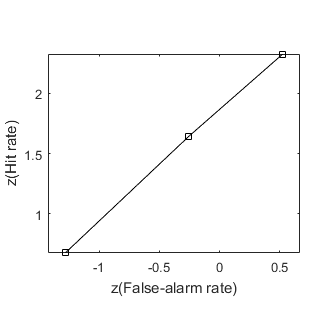 2
1.5
1
z(Hit rate)
-1 -0.5 0 0.5
z(False-alarm rate)